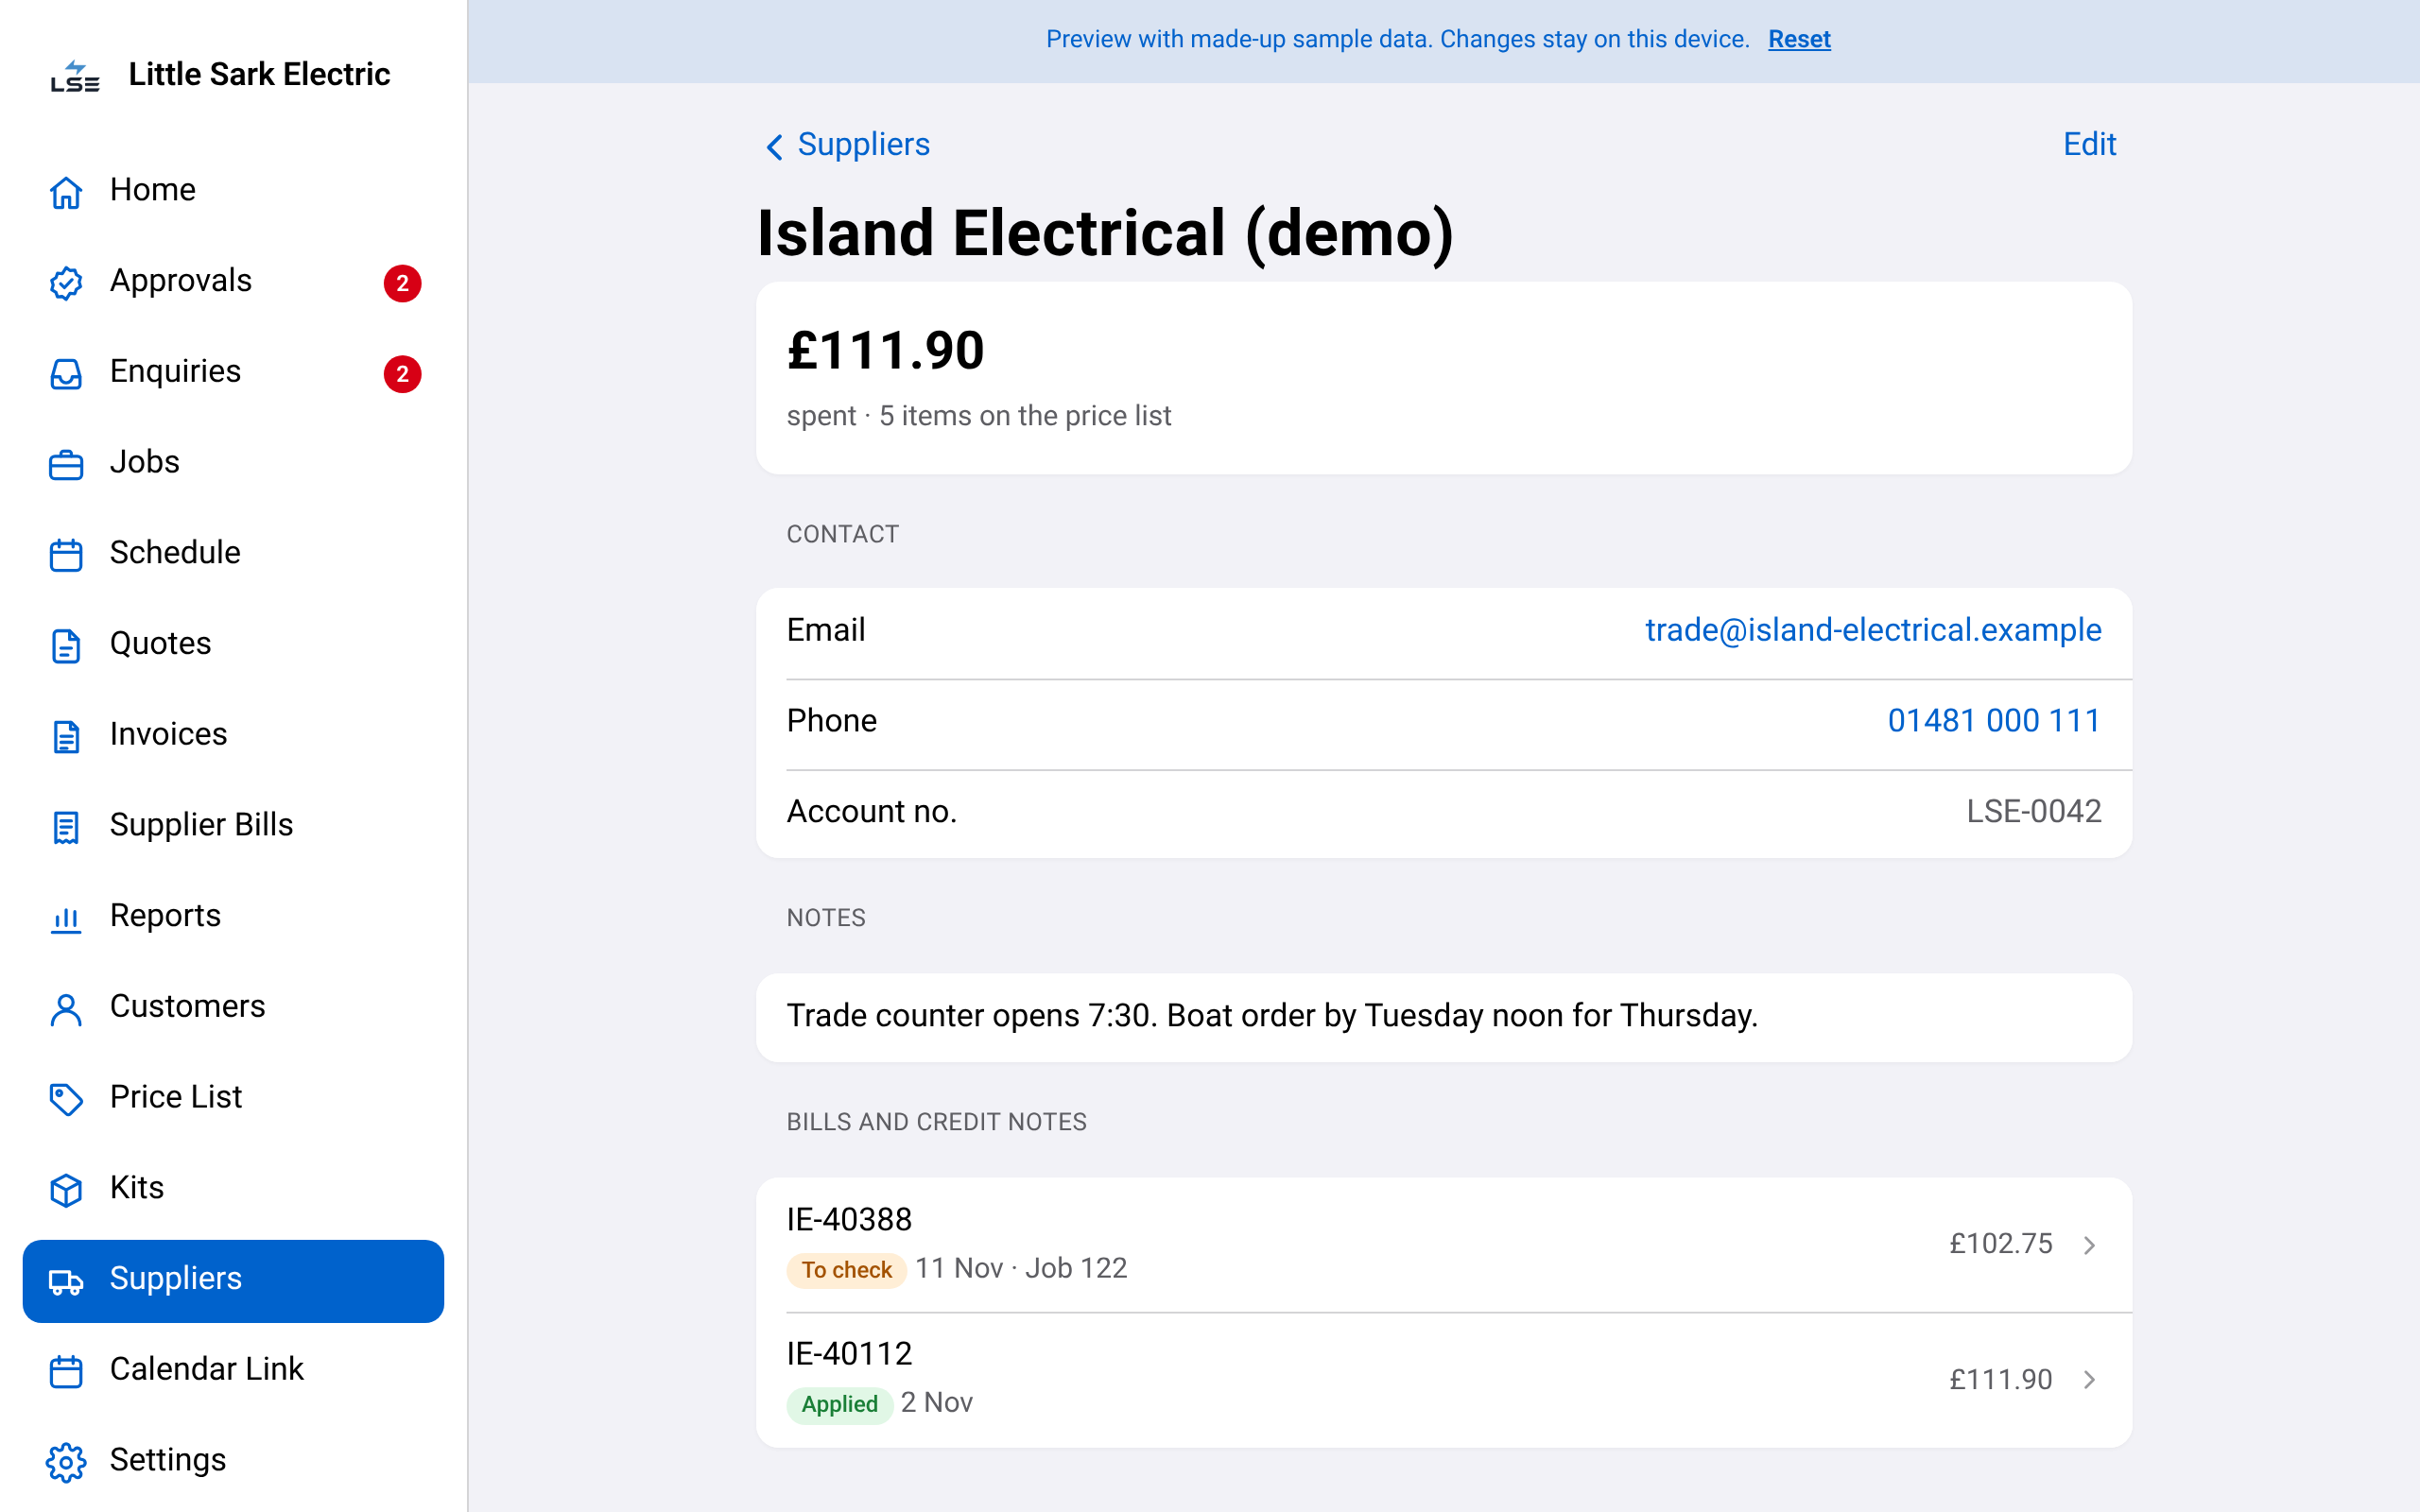 Preview with made-up sample data. Changes stay on this device. Reset
LSE Little Sark Electric
Home
Approvals 2
Enquiries 2
Jobs
Schedule
Quotes
Invoices
Supplier Bills
Reports
Customers
Price List
Kits
Suppliers
Calendar Link
Settings
Suppliers Edit
Island Electrical (demo)
£111.90
spent · 5 items on the price list
CONTACT
Email trade@island-electrical.example
Phone 01481 000 111
Account no. LSE-0042
NOTES
Trade counter opens 7:30. Boat order by Tuesday noon for Thursday.
BILLS AND CREDIT NOTES
IE-40388
To check 11 Nov · Job 122 £102.75
IE-40112
Applied 2 Nov £111.90